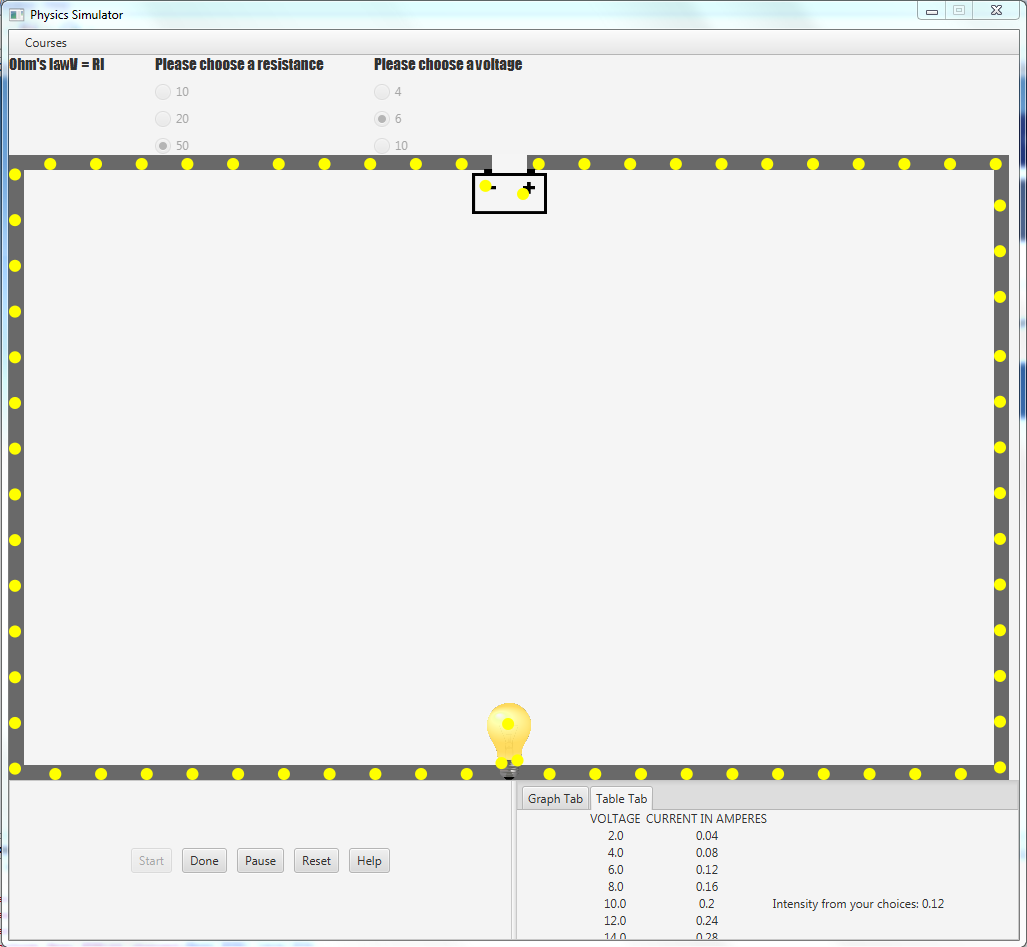 Physics Simulator
Courses
Ohm's lawV = RI Please choose a resistance Please choose a voltage
10 4
20 6
50 10
- +
Graph Tab Table Tab
VOLTAGE CURRENT IN AMPERES
2.0 0.04
4.0 0.08
6.0 0.12
8.0 0.16
10.0 0.2 Intensity from your choices: 0.12
12.0 0.24
14.0 0.28
Start Done Pause Reset Help